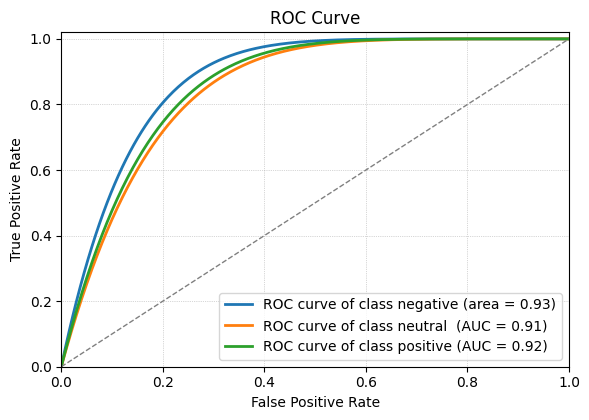 ROC Curve
1.0
0.8
0.6
0.4
0.2
0.0
True Positive Rate
ROC curve of class negative (area = 0.93)
ROC curve of class neutral  (AUC = 0.91)
ROC curve of class positive (AUC = 0.92)
0.0 0.2 0.4 0.6 0.8 1.0
False Positive Rate